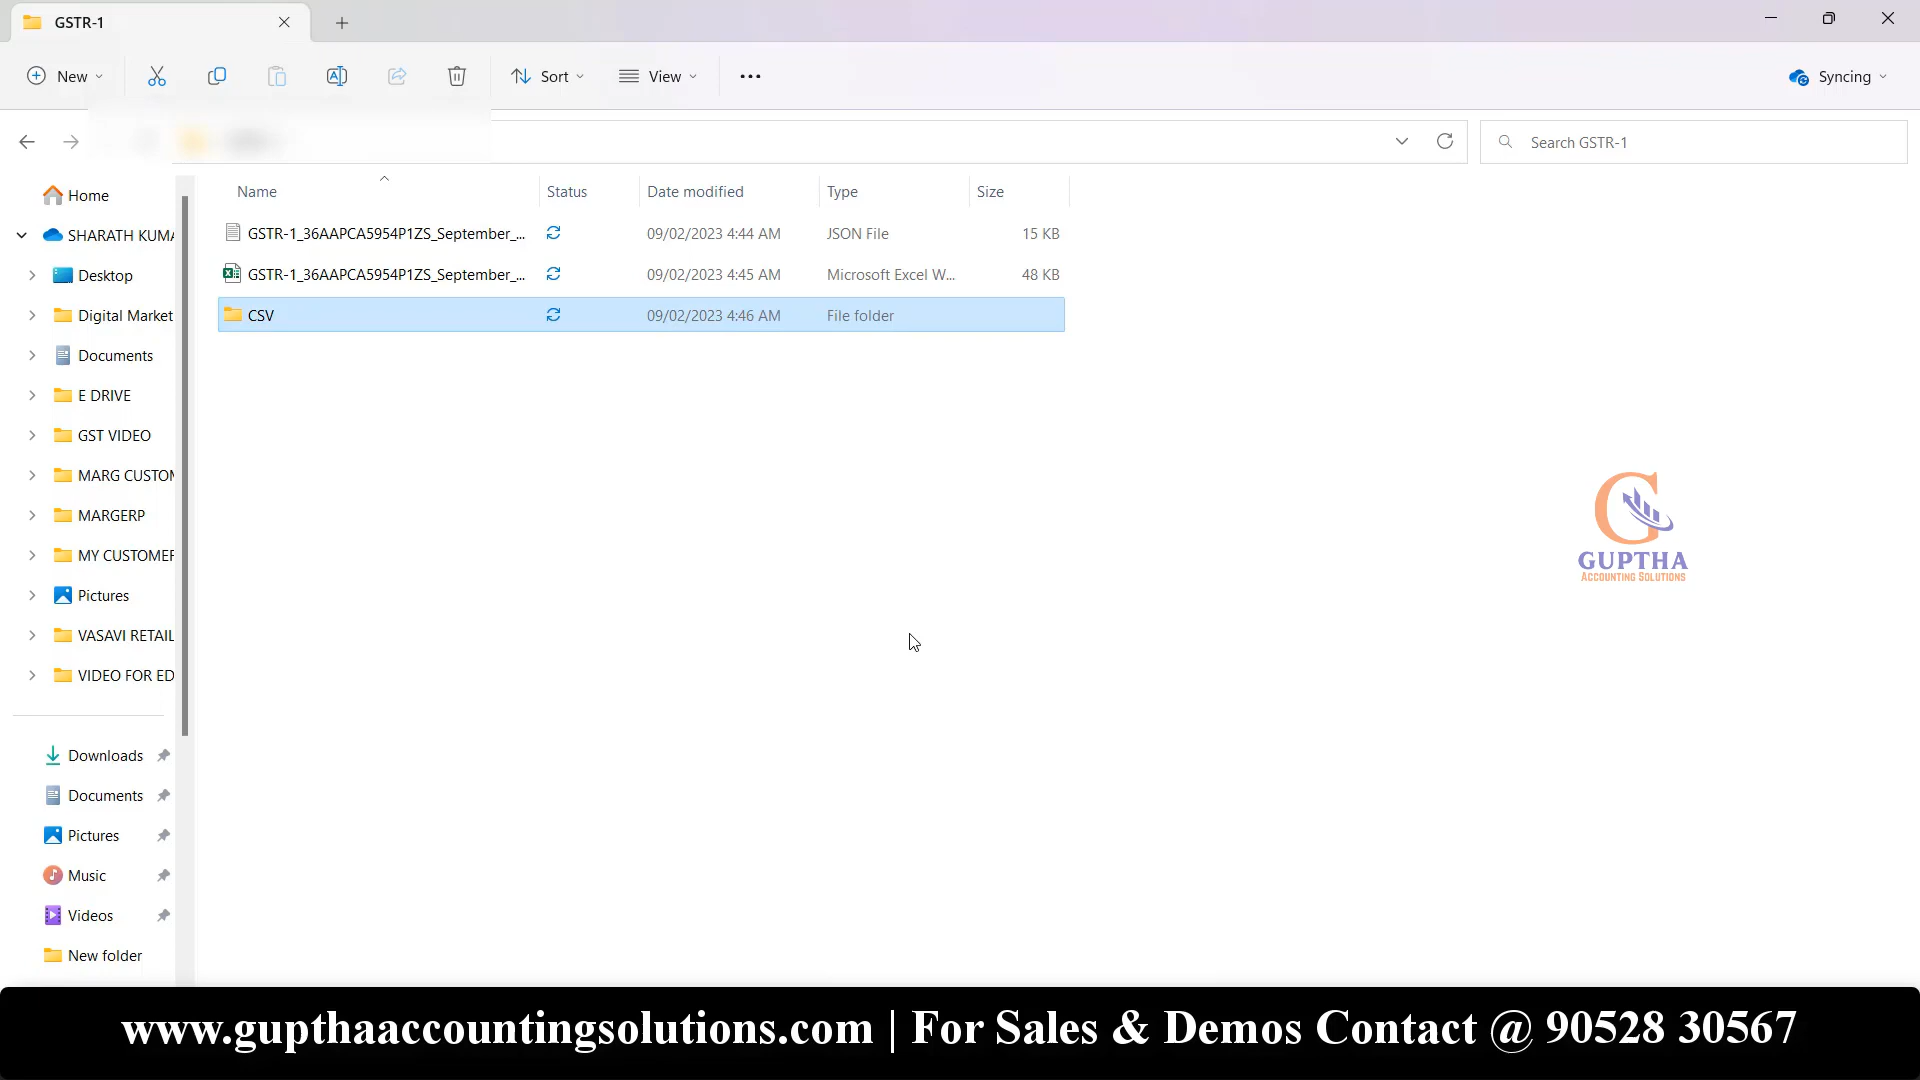 GSTR-1
New
Sort
View
Syncing
Search GSTR-1
Name Status Date modified Type Size
GSTR-1_36AAPCA5954P1ZS_September_... 09/02/2023 4:44 AM JSON File 15 KB
GSTR-1_36AAPCA5954P1ZS_September_... 09/02/2023 4:45 AM Microsoft Excel W... 48 KB
CSV 09/02/2023 4:46 AM File folder
Home
SHARATH KUMA
Desktop
Digital Market
Documents
E DRIVE
GST VIDEO
MARG CUSTOM
MARGERP
MY CUSTOMER
Pictures
VASAVI RETAIL
VIDEO FOR ED
Downloads
Documents
Pictures
Music
Videos
New folder
GUPTHA
ACCOUNTING SOLUTIONS
www.gupthaaccountingsolutions.com | For Sales & Demos Contact @ 90528 30567